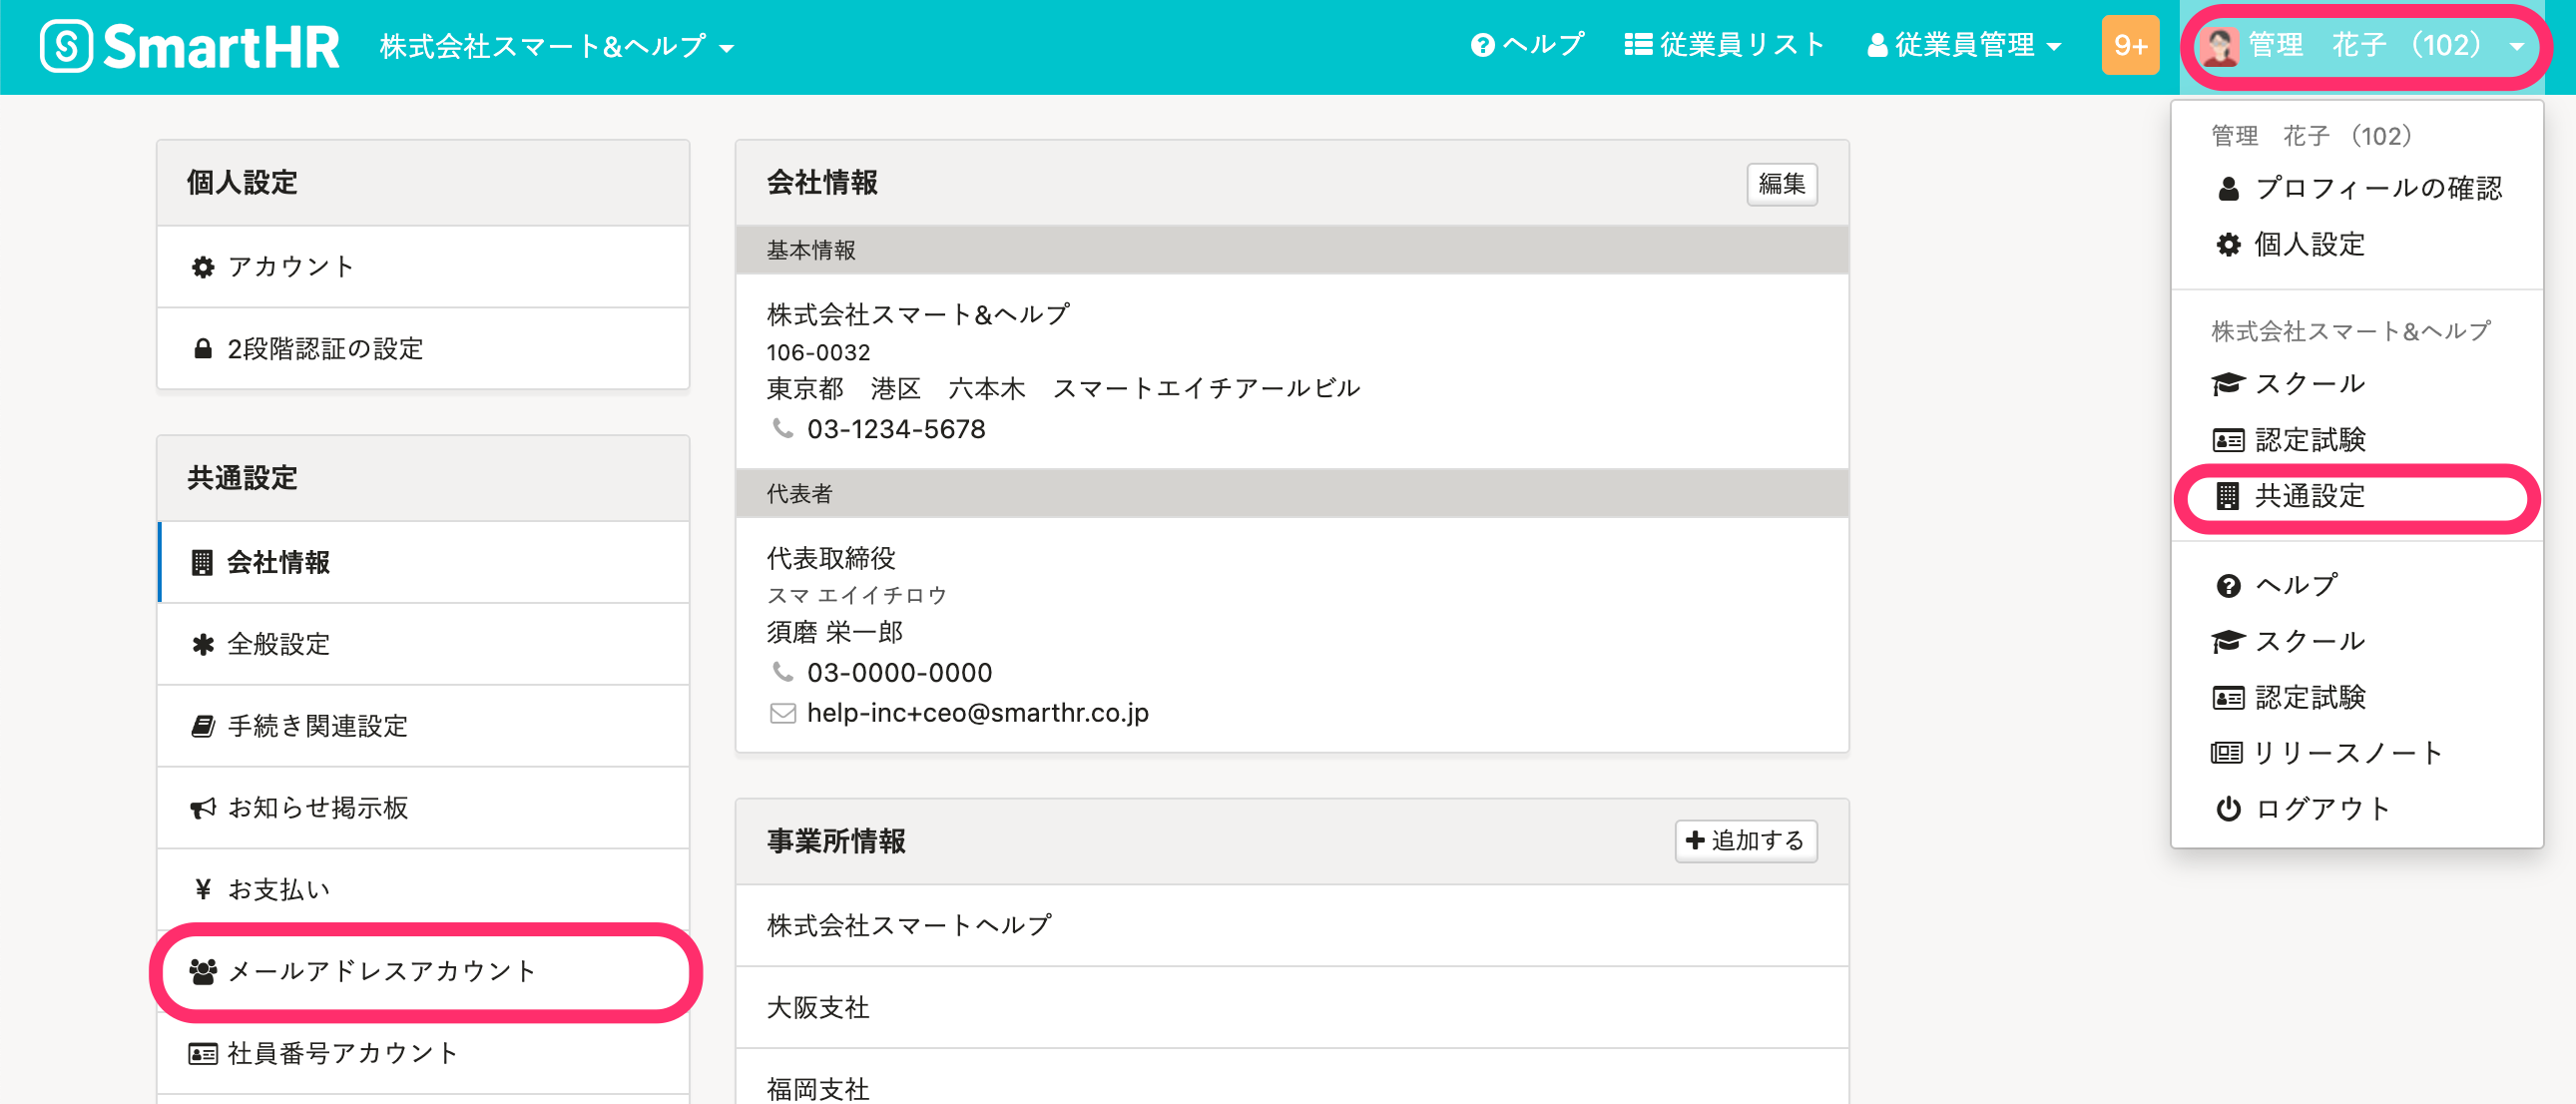 SmartHR 株式会社スマート&ヘルプ
ヘルプ 従業員リスト 従業員管理 9+ 管理　花子（102）
個人設定
アカウント
2段階認証の設定
共通設定
会社情報
全般設定
手続き関連設定
お知らせ掲示板
¥ お支払い
メールアドレスアカウント
社員番号アカウント
会社情報 編集
基本情報
株式会社スマート&ヘルプ
106-0032
東京都　港区　六本木　スマートエイチアールビル
03-1234-5678
代表者
代表取締役
スマ エイイチロウ
須磨 栄一郎
03-0000-0000
help-inc+ceo@smarthr.co.jp
事業所情報 追加する
株式会社スマートヘルプ
大阪支社
福岡支社
管理　花子（102）
プロフィールの確認
個人設定
株式会社スマート&ヘルプ
スクール
認定試験
共通設定
ヘルプ
スクール
認定試験
リリースノート
ログアウト